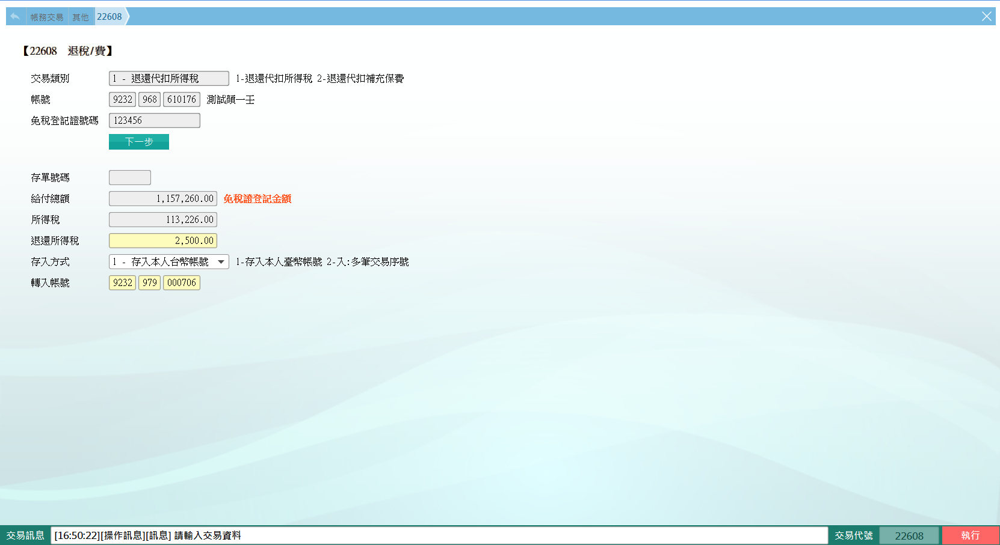 帳務交易 其他 22608
【22608 退稅/費】
交易類別 1 - 退還代扣所得稅 1-退還代扣所得稅 2-退還代扣補充保費
帳號 9232 968 610176 測試顏一壬
免稅登記證號碼 123456
下一步
存單號碼
給付總額 1,157,260.00 免稅證登記金額
所得稅 113,226.00
退還所得稅 2,500.00
存入方式 1 - 存入本人台幣帳號 1-存入本人臺幣帳號 2-入:多筆交易序號
轉入帳號 9232 979 000706
交易訊息 [16:50:22][操作訊息][訊息] 請輸入交易資料 交易代號 22608 執行